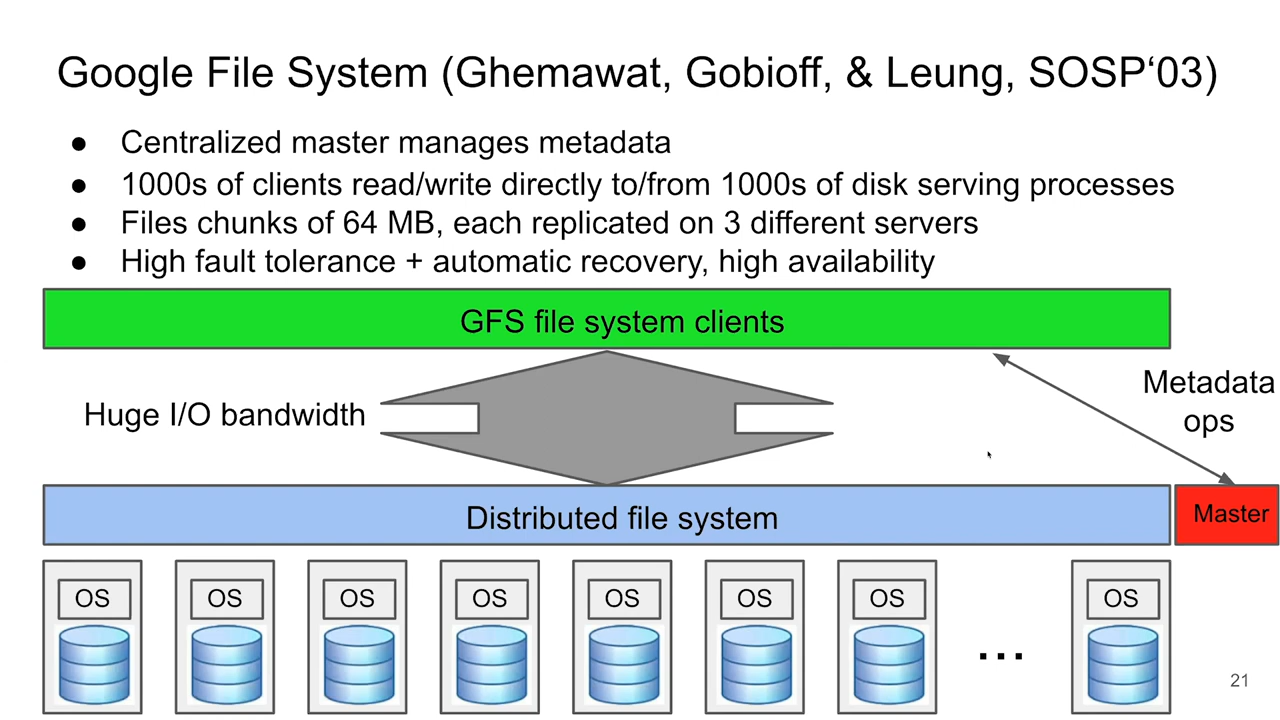 Google File System (Ghemawat, Gobioff, & Leung, SOSP‘03)
● Centralized master manages metadata
● 1000s of clients read/write directly to/from 1000s of disk serving processes
● Files chunks of 64 MB, each replicated on 3 different servers
● High fault tolerance + automatic recovery, high availability
GFS file system clients
Huge I/O bandwidth
Metadata
ops
Distributed file system
Master
OS OS OS OS OS OS OS OS
...
21